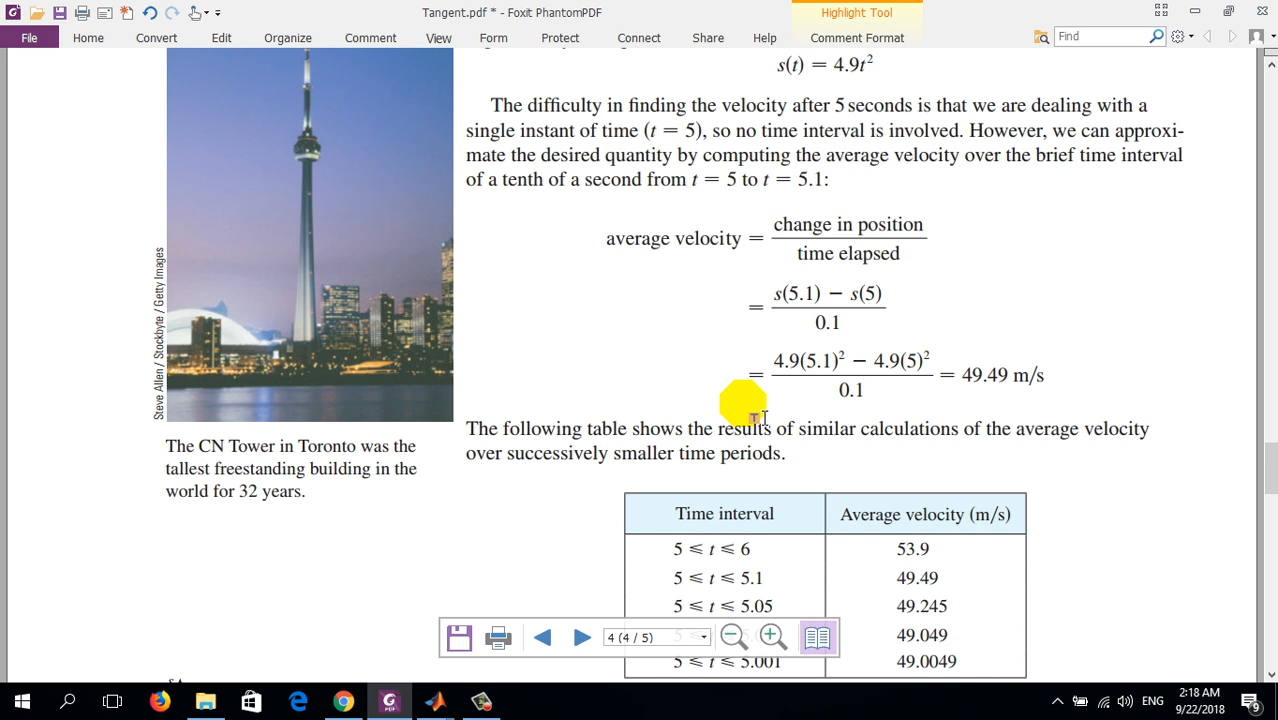 Tangent.pdf * - Foxit PhantomPDF
Highlight Tool
File
Home
Convert
Edit
Organize
Comment
View
Form
Protect
Connect
Share
Help
Comment Format
Find
s(t) = 4.9t²
The difficulty in finding the velocity after 5 seconds is that we are dealing with a
single instant of time (t = 5), so no time interval is involved. However, we can approxi-
mate the desired quantity by computing the average velocity over the brief time interval
of a tenth of a second from t = 5 to t = 5.1:
average velocity = change in position / time elapsed
= s(5.1) − s(5) / 0.1
= 4.9(5.1)² − 4.9(5)² / 0.1 = 49.49 m/s
Steve Allen / Stockbyte / Getty Images
The CN Tower in Toronto was the
tallest freestanding building in the
world for 32 years.
The following table shows the results of similar calculations of the average velocity
over successively smaller time periods.
Time interval Average velocity (m/s)
5 ≤ t ≤ 6 53.9
5 ≤ t ≤ 5.1 49.49
5 ≤ t ≤ 5.05 49.245
49.049
5 ≤ t ≤ 5.001 49.0049
4 (4 / 5)
ENG
2:18 AM
9/22/2018
9